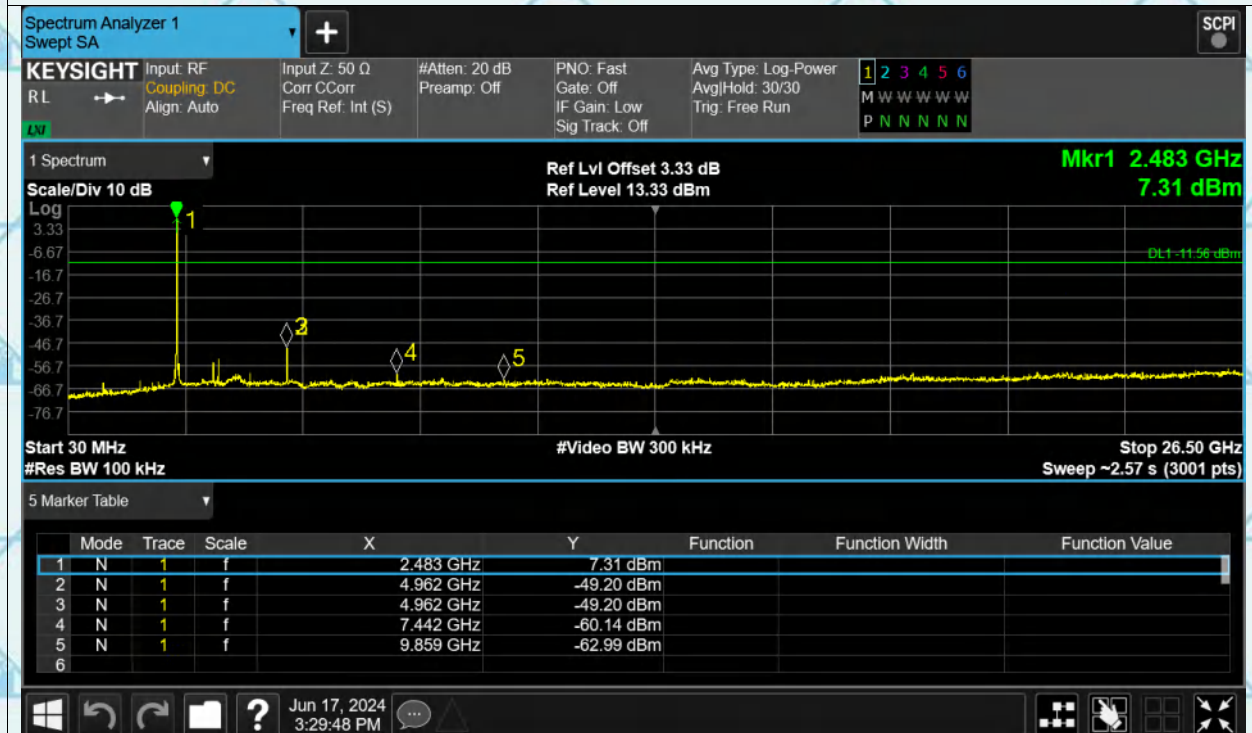 Spectrum Analyzer 1
Swept SA
+
SCPI
KEYSIGHT Input: RF Input Z: 50 Ω #Atten: 20 dB PNO: Fast Avg Type: Log-Power 1 2 3 4 5 6
RL Coupling: DC Corr CCorr Preamp: Off Gate: Off Avg|Hold: 30/30 M W W W W W
Align: Auto Freq Ref: Int (S) IF Gain: Low Trig: Free Run
LXI Sig Track: Off P N N N N N
1 Spectrum Ref Lvl Offset 3.33 dB Mkr1 2.483 GHz
Scale/Div 10 dB Ref Level 13.33 dBm 7.31 dBm
Log
1
3.33
-6.67 DL1 -11.56 dBm
-16.7
-26.7
-36.7 3
-46.7 4 5
-56.7
-66.7
-76.7
Start 30 MHz #Video BW 300 kHz Stop 26.50 GHz
#Res BW 100 kHz Sweep ~2.57 s (3001 pts)
5 Marker Table
Mode Trace Scale X Y Function Function Width Function Value
1 N 1 f 2.483 GHz 7.31 dBm
2 N 1 f 4.962 GHz -49.20 dBm
3 N 1 f 4.962 GHz -49.20 dBm
4 N 1 f 7.442 GHz -60.14 dBm
5 N 1 f 9.859 GHz -62.99 dBm
6
? Jun 17, 2024
3:29:48 PM